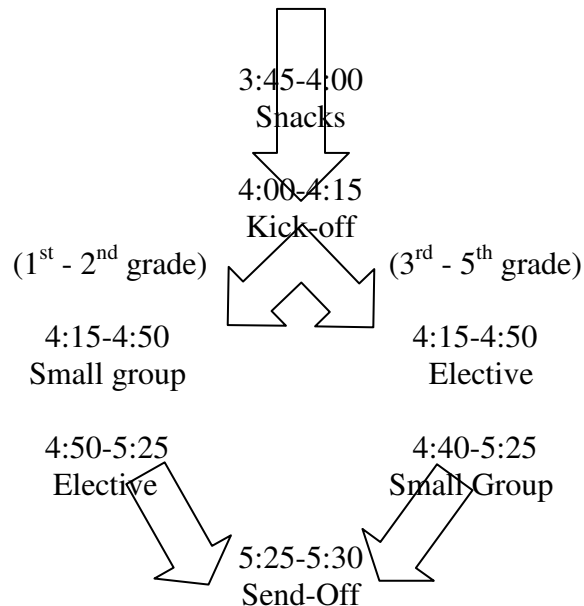 3:45-4:00
Snacks
4:00-4:15
Kick-off
(1st - 2nd grade)
(3rd - 5th grade)
4:15-4:50
Small group
4:15-4:50
Elective
4:50-5:25
Elective
4:40-5:25
Small Group
5:25-5:30
Send-Off